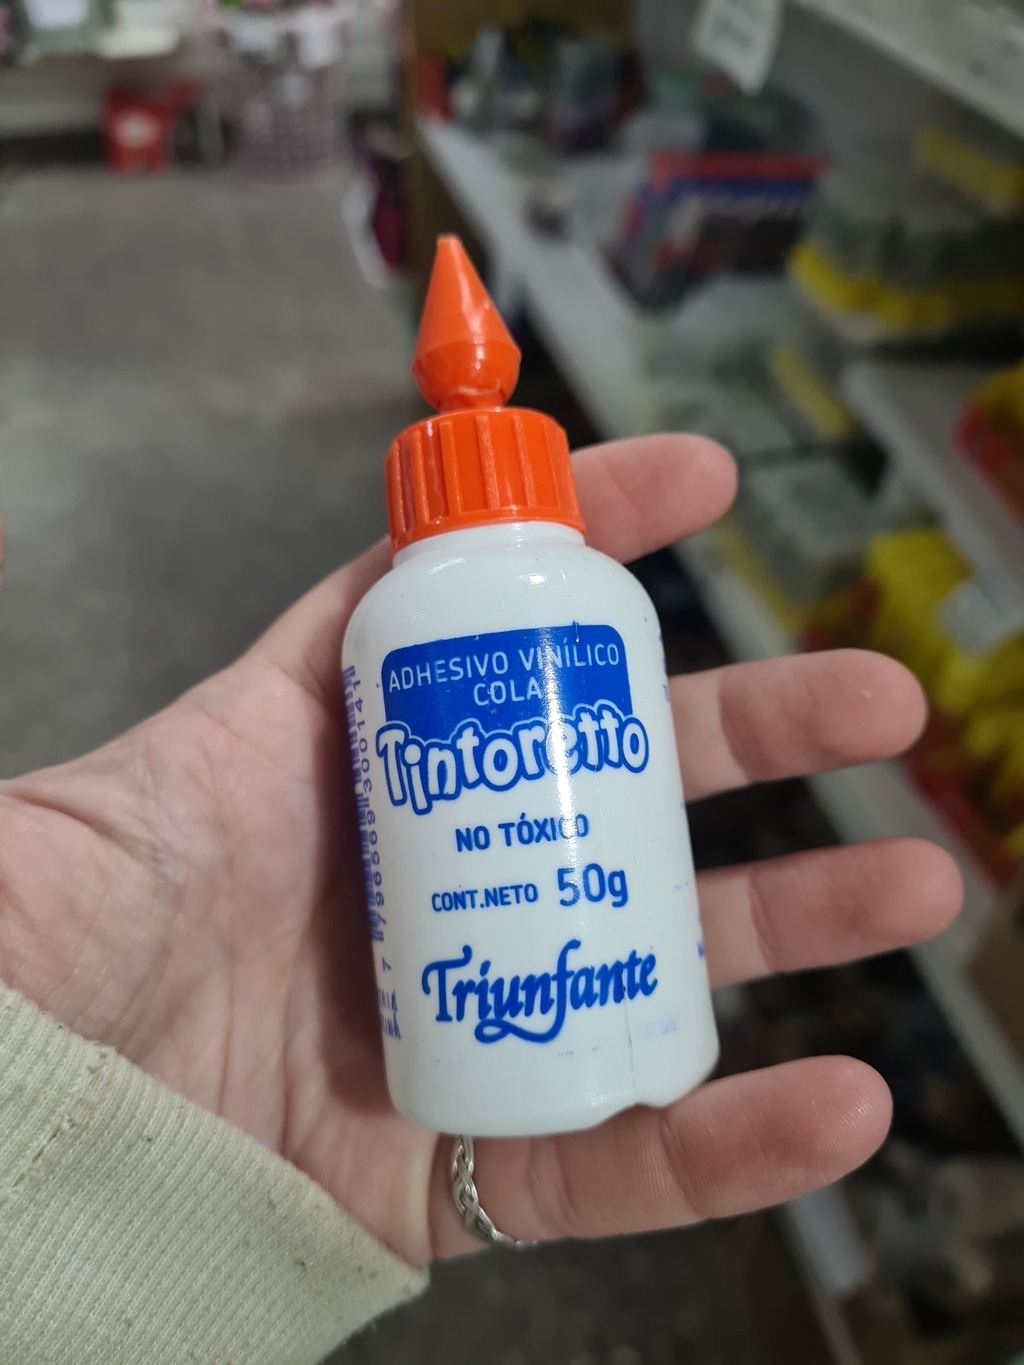 ADHESIVO VINÍLICO
COLA
Tintoretto
NO TÓXICO
CONT.NETO 50g
Triunfante